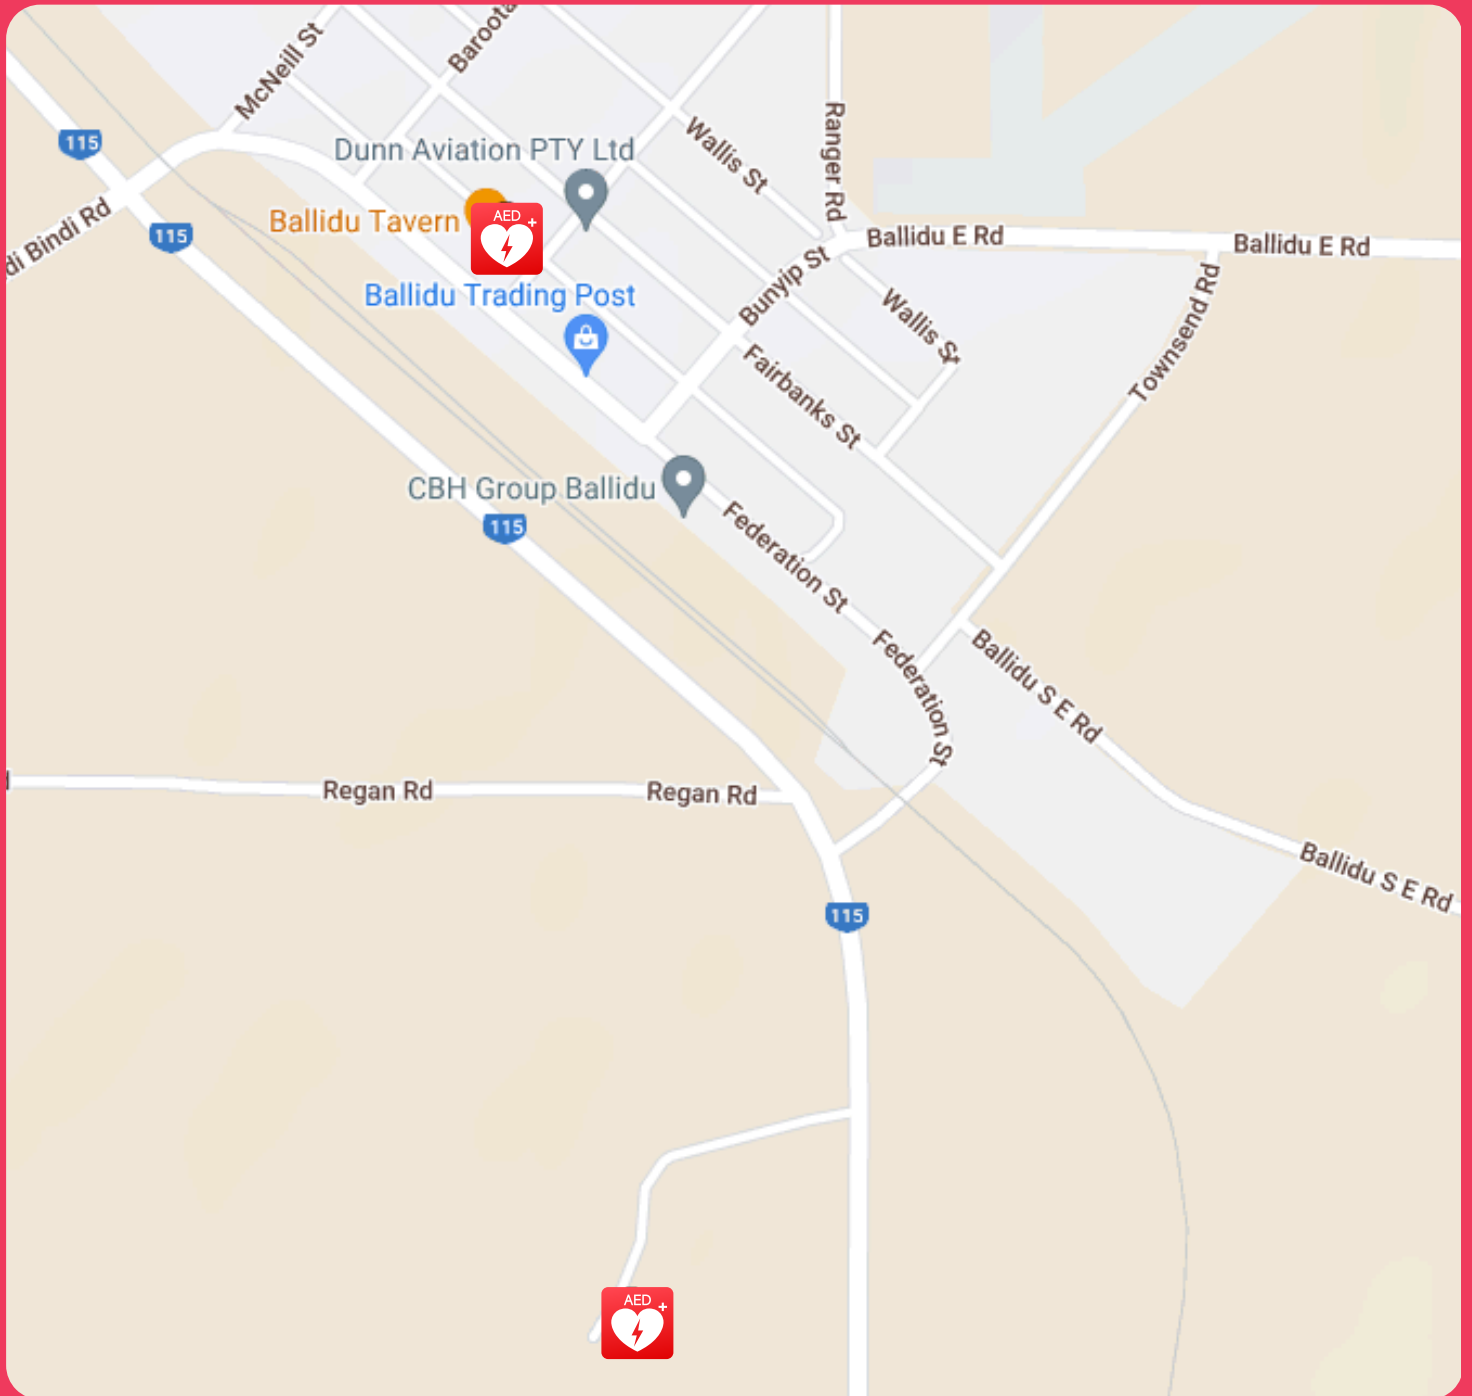 McNeill St
Baroota
115
Dunn Aviation PTY Ltd
Wallis St
Ranger Rd
di Bindi Rd
115
Ballidu Tavern
AED
Ballidu E Rd
Ballidu E Rd
Bunyip St
Ballidu Trading Post
Wallis St
Townsend Rd
Fairbanks St
CBH Group Ballidu
115
Federation St
Federation St
Ballidu S E Rd
Regan Rd
Regan Rd
Ballidu S E Rd
115
AED